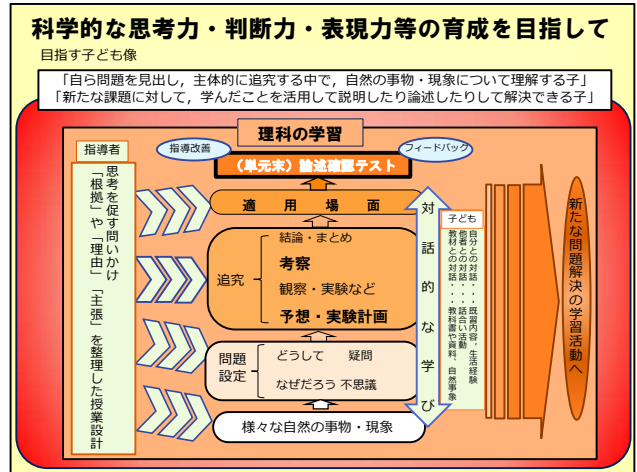 科学的な思考力・判断力・表現力等の育成を目指して
目指す子ども像
「自ら問題を見出し，主体的に追究する中で，自然の事物・現象について理解する子」
「新たな課題に対して，学んだことを活用して説明したり論述したりして解決できる子」
理科の学習
指導者
指導改善
フィードバック
（単元末）論述確認テスト
適用場面
思考を促す問いかけ
「根拠」や「理由」「主張」を整理した授業設計
追究
結論・まとめ
考察
観察・実験など
予想・実験計画
問題
設定
どうして 疑問
なぜだろう 不思議
様々な自然の事物・現象
対話的な学び
子ども
自分との対話・・・既習内容，生活経験
他者との対話・・・話合い活動
教材との対話・・・教科書や資料、自然事象
新たな問題解決の学習活動へ